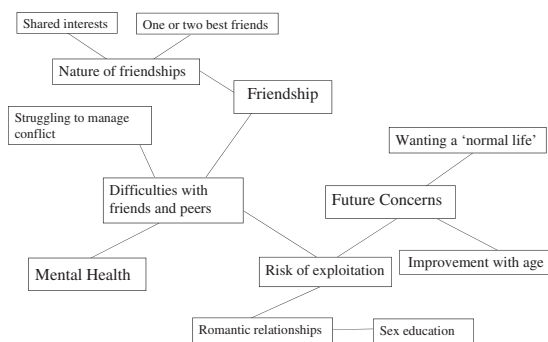 Shared interests
One or two best friends
Nature of friendships
Friendship
Struggling to manage
conflict
Wanting a ‘normal life’
Difficulties with
friends and peers
Future Concerns
Mental Health
Risk of exploitation
Improvement with age
Romantic relationships
Sex education